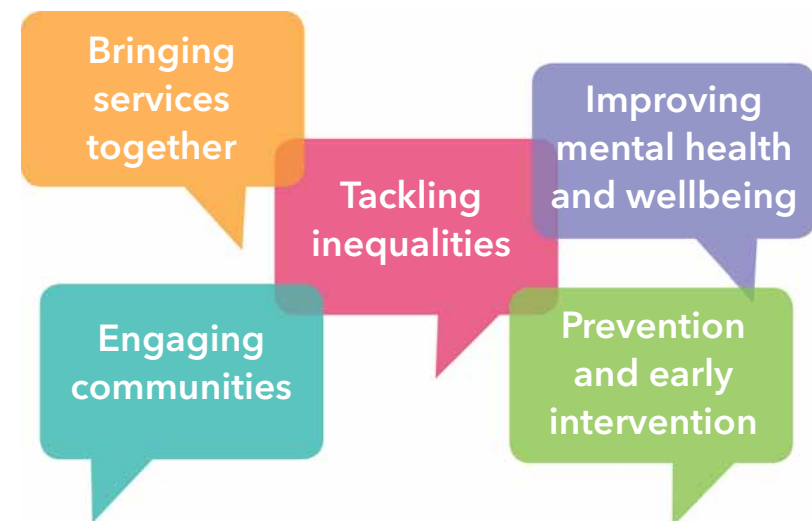 Bringing
services
together
Improving
mental health
and wellbeing
Tackling
inequalities
Engaging
communities
Prevention
and early
intervention